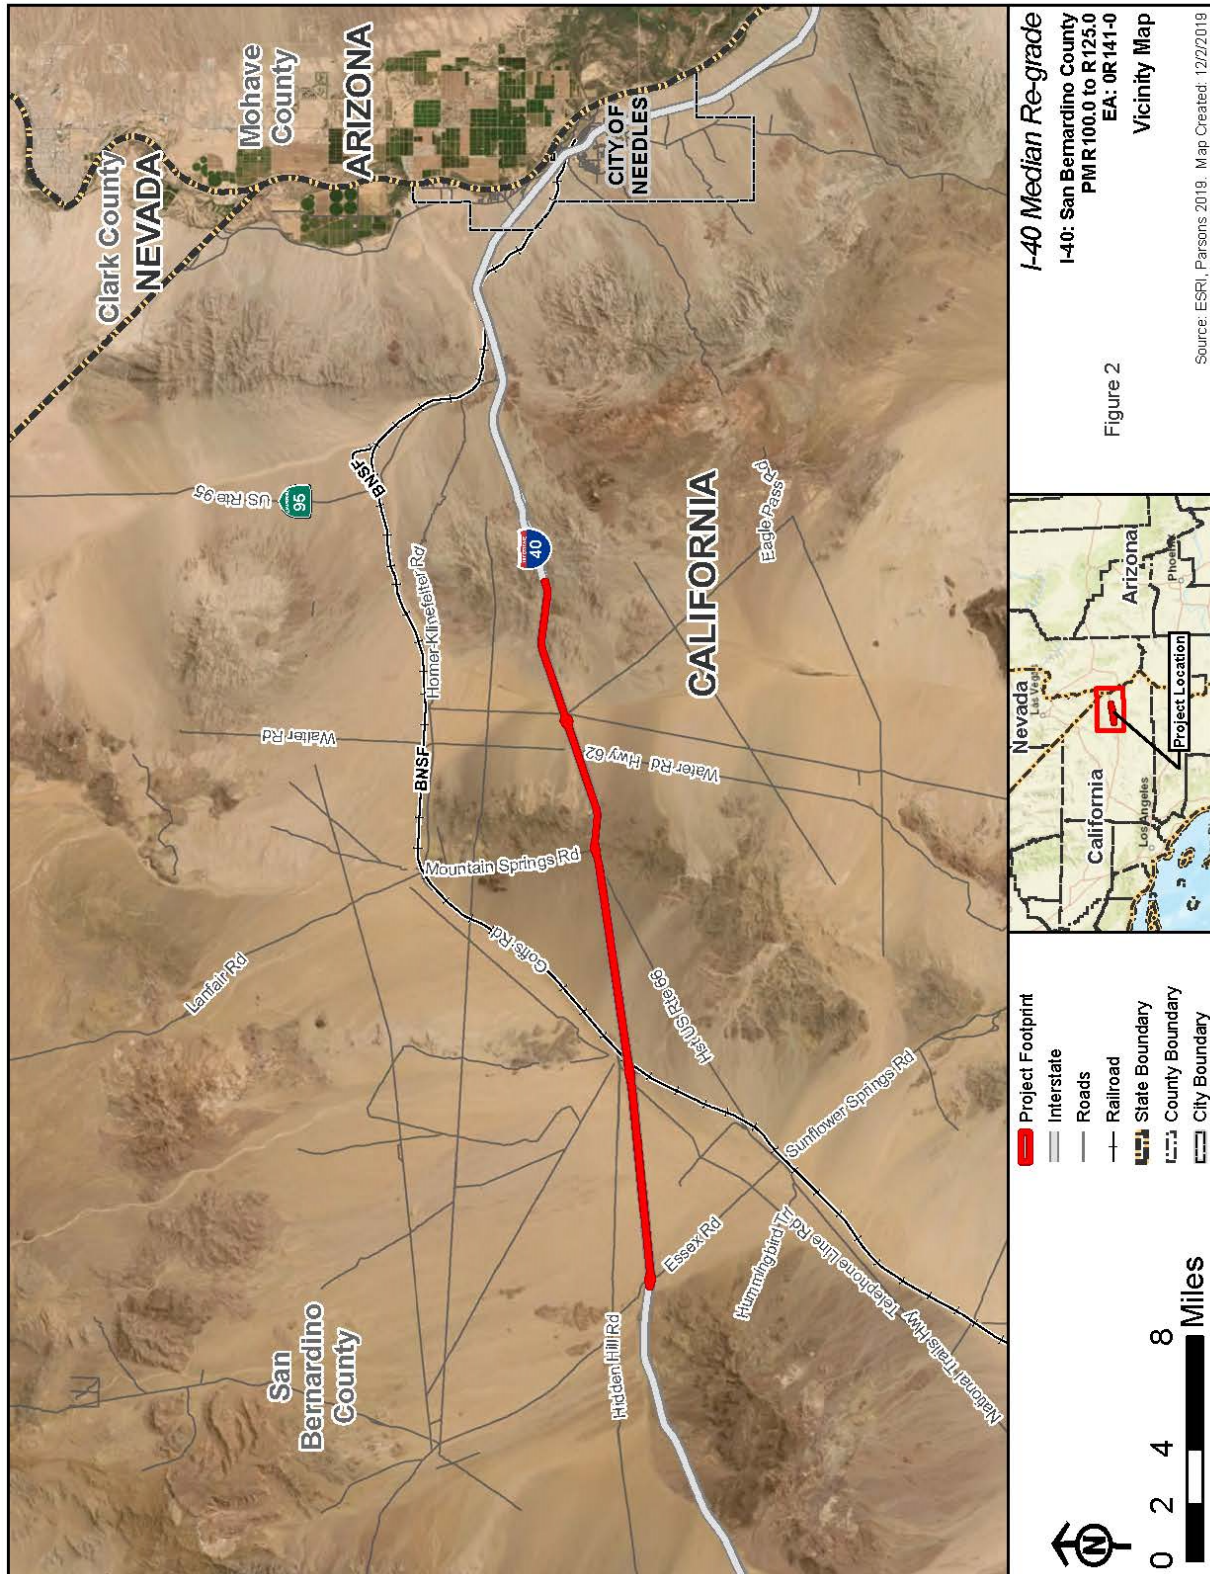 Clark County
NEVADA
Mohave
County
ARIZONA
US Rte 95
95
BNSF
CITY OF
NEEDLES
Lanfair Rd
Water Rd
Homer-Klinefelter Rd
BNSF
40
San
Bernardino
County
Mountain Springs Rd
Goffs Rd
Water Rd Hwy 62
CALIFORNIA
Eagle Pass Rd
Hidden Hill Rd
Essex Rd
Hst US Rte 66
Sunflower Springs Rd
Hummingbird Trl
Telephone Line Rd
National Trails Hwy
0 2 4 8
Miles
N
Project Footprint
Interstate
Roads
Railroad
State Boundary
County Boundary
City Boundary
Nevada
Las Vegas
California
Los Angeles
Arizona
Phoenix
Project Location
I-40 Median Re-grade
I-40: San Bernardino County
PM R100.0 to R125.0
EA: 0R141-0
Figure 2
Vicinity Map
Source: ESRI, Parsons 2019. Map Created: 12/2/2019